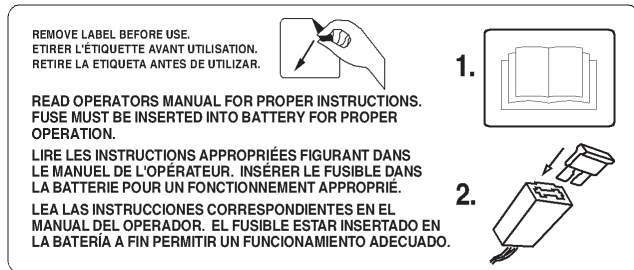 REMOVE LABEL BEFORE USE.
ETIRER L'ÉTIQUETTE AVANT UTILISATION.
RETIRE LA ETIQUETA ANTES DE UTILIZAR.
1.
READ OPERATORS MANUAL FOR PROPER INSTRUCTIONS.
FUSE MUST BE INSERTED INTO BATTERY FOR PROPER
OPERATION.
LIRE LES INSTRUCTIONS APPROPRIÉES FIGURANT DANS
LE MANUEL DE L'OPÉRATEUR. INSÉRER LE FUSIBLE DANS
LA BATTERIE POUR UN FONCTIONNEMENT APPROPRIÉ.
2.
LEA LAS INSTRUCCIONES CORRESPONDIENTES EN EL
MANUAL DEL OPERADOR. EL FUSIBLE ESTAR INSERTADO EN
LA BATERÍA A FIN PERMITIR UN FUNCIONAMIENTO ADECUADO.